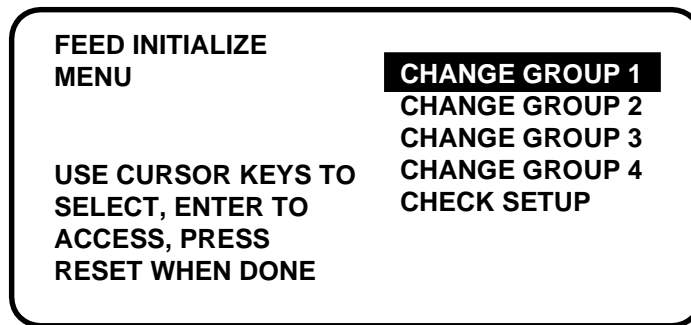 FEED INITIALIZE
MENU
USE CURSOR KEYS TO
SELECT, ENTER TO
ACCESS, PRESS
RESET WHEN DONE
CHANGE GROUP 1
CHANGE GROUP 2
CHANGE GROUP 3
CHANGE GROUP 4
CHECK SETUP